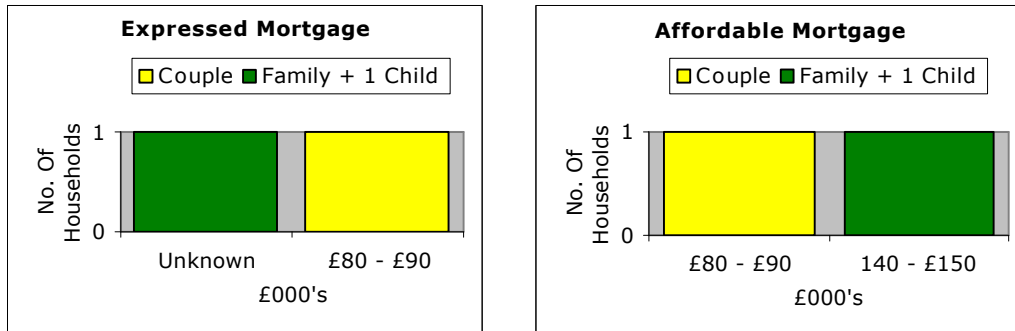 Expressed Mortgage
Couple Family + 1 Child
No. Of
Households
1
0
Unknown £80 - £90
£000's
Affordable Mortgage
Couple Family + 1 Child
No. Of
Households
1
0
£80 - £90 140 - £150
£000's